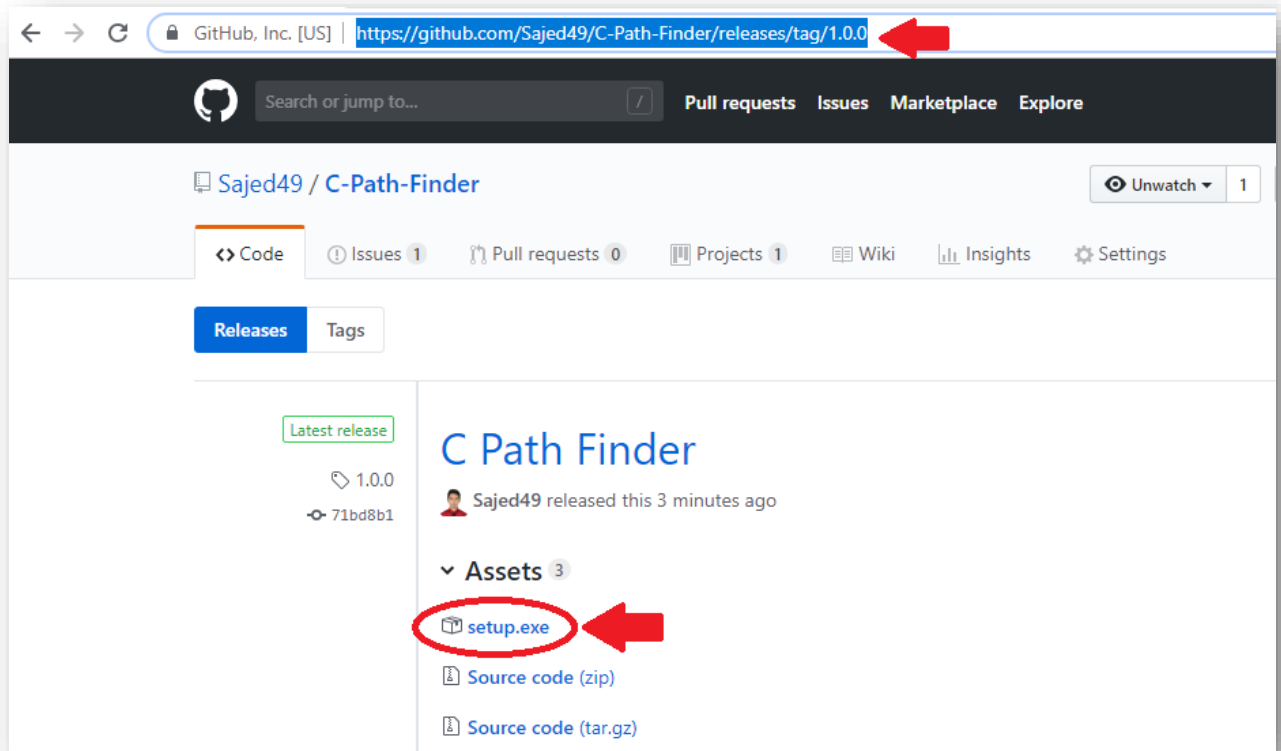 GitHub, Inc. [US] | https://github.com/Sajed49/C-Path-Finder/releases/tag/1.0.0
Search or jump to... / Pull requests Issues Marketplace Explore
Sajed49 / C-Path-Finder Unwatch 1
Code Issues 1 Pull requests 0 Projects 1 Wiki Insights Settings
Releases Tags
Latest release
C Path Finder
1.0.0
Sajed49 released this 3 minutes ago
71bd8b1
Assets 3
setup.exe
Source code (zip)
Source code (tar.gz)